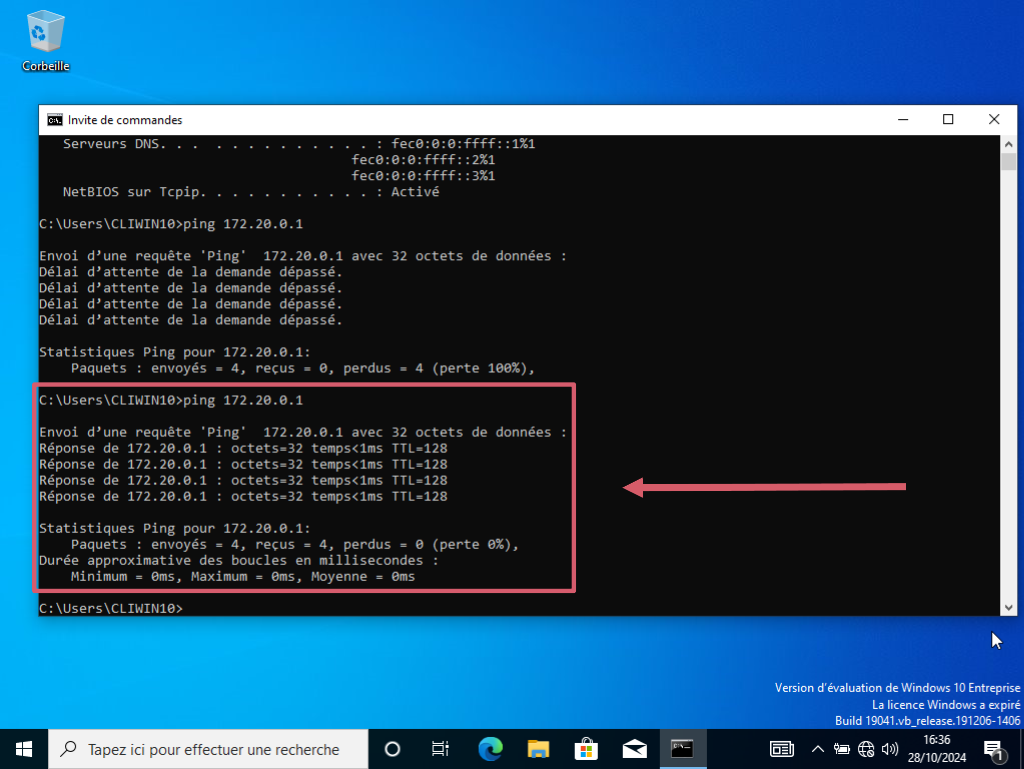 Corbeille
Invite de commandes
Serveurs DNS. . . . . . . . . . . . . . : fec0:0:0:ffff::1%1
fec0:0:0:ffff::2%1
fec0:0:0:ffff::3%1
NetBIOS sur Tcpip. . . . . . . . . . . : Activé
C:\Users\CLIWIN10>ping 172.20.0.1
Envoi d’une requête 'Ping'  172.20.0.1 avec 32 octets de données :
Délai d’attente de la demande dépassé.
Délai d’attente de la demande dépassé.
Délai d’attente de la demande dépassé.
Délai d’attente de la demande dépassé.
Statistiques Ping pour 172.20.0.1:
Paquets : envoyés = 4, reçus = 0, perdus = 4 (perte 100%),
C:\Users\CLIWIN10>ping 172.20.0.1
Envoi d’une requête 'Ping'  172.20.0.1 avec 32 octets de données :
Réponse de 172.20.0.1 : octets=32 temps<1ms TTL=128
Réponse de 172.20.0.1 : octets=32 temps<1ms TTL=128
Réponse de 172.20.0.1 : octets=32 temps<1ms TTL=128
Réponse de 172.20.0.1 : octets=32 temps<1ms TTL=128
Statistiques Ping pour 172.20.0.1:
Paquets : envoyés = 4, reçus = 4, perdus = 0 (perte 0%),
Durée approximative des boucles en millisecondes :
Minimum = 0ms, Maximum = 0ms, Moyenne = 0ms
C:\Users\CLIWIN10>
Version d'évaluation de Windows 10 Entreprise
La licence Windows a expiré
Build 19041.vb_release.191206-1406
Tapez ici pour effectuer une recherche
16:36
28/10/2024
1